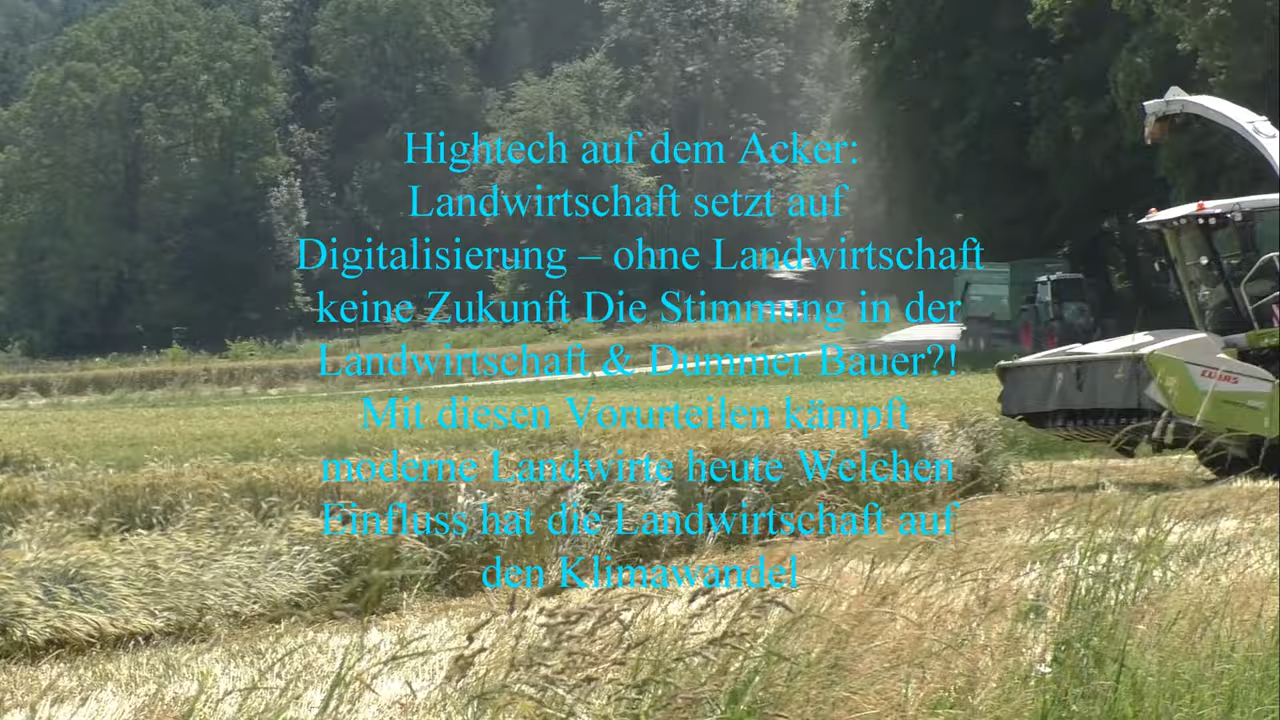 Hightech auf dem Acker:
Landwirtschaft setzt auf
Digitalisierung – ohne Landwirtschaft
keine Zukunft Die Stimmung in der
Landwirtschaft & Dummer Bauer?!
Mit diesen Vorurteilen kämpft
moderne Landwirte heute Welchen
Einfluss hat die Landwirtschaft auf
den Klimawandel
CLAAS